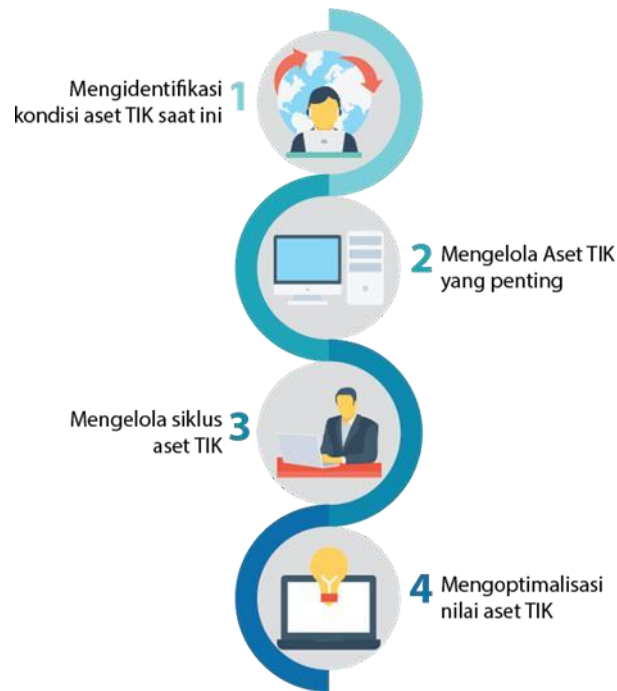 Mengidentifikasi
kondisi aset TIK saat ini
1
2
Mengelola Aset TIK
yang penting
Mengelola siklus
aset TIK
3
4
Mengoptimalisasi
nilai aset TIK